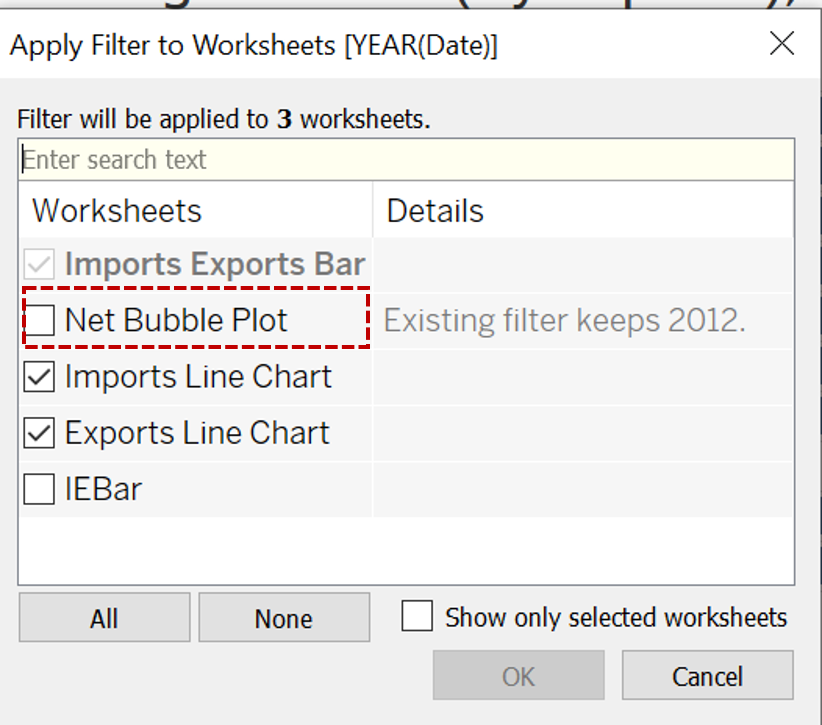 Apply Filter to Worksheets [YEAR(Date)]
Filter will be applied to 3 worksheets.
Enter search text
Worksheets Details
Imports Exports Bar
Net Bubble Plot Existing filter keeps 2012.
Imports Line Chart
Exports Line Chart
IEBar
All None Show only selected worksheets
OK Cancel